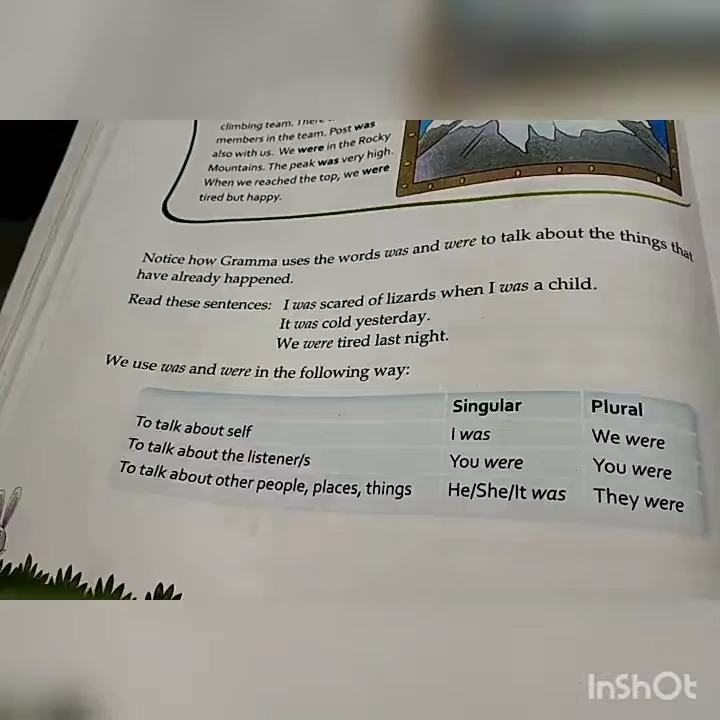 climbing team.
members in the team. Post was
also with us. We were in the Rocky
Mountains. The peak was very high.
When we reached the top, we were
tired but happy.
Notice how Gramma uses the words was and were to talk about the things that
have already happened.
Read these sentences: I was scared of lizards when I was a child.
It was cold yesterday.
We were tired last night.
We use was and were in the following way:
Singular Plural
To talk about self I was We were
To talk about the listener/s You were You were
To talk about other people, places, things He/She/It was They were
InShOt